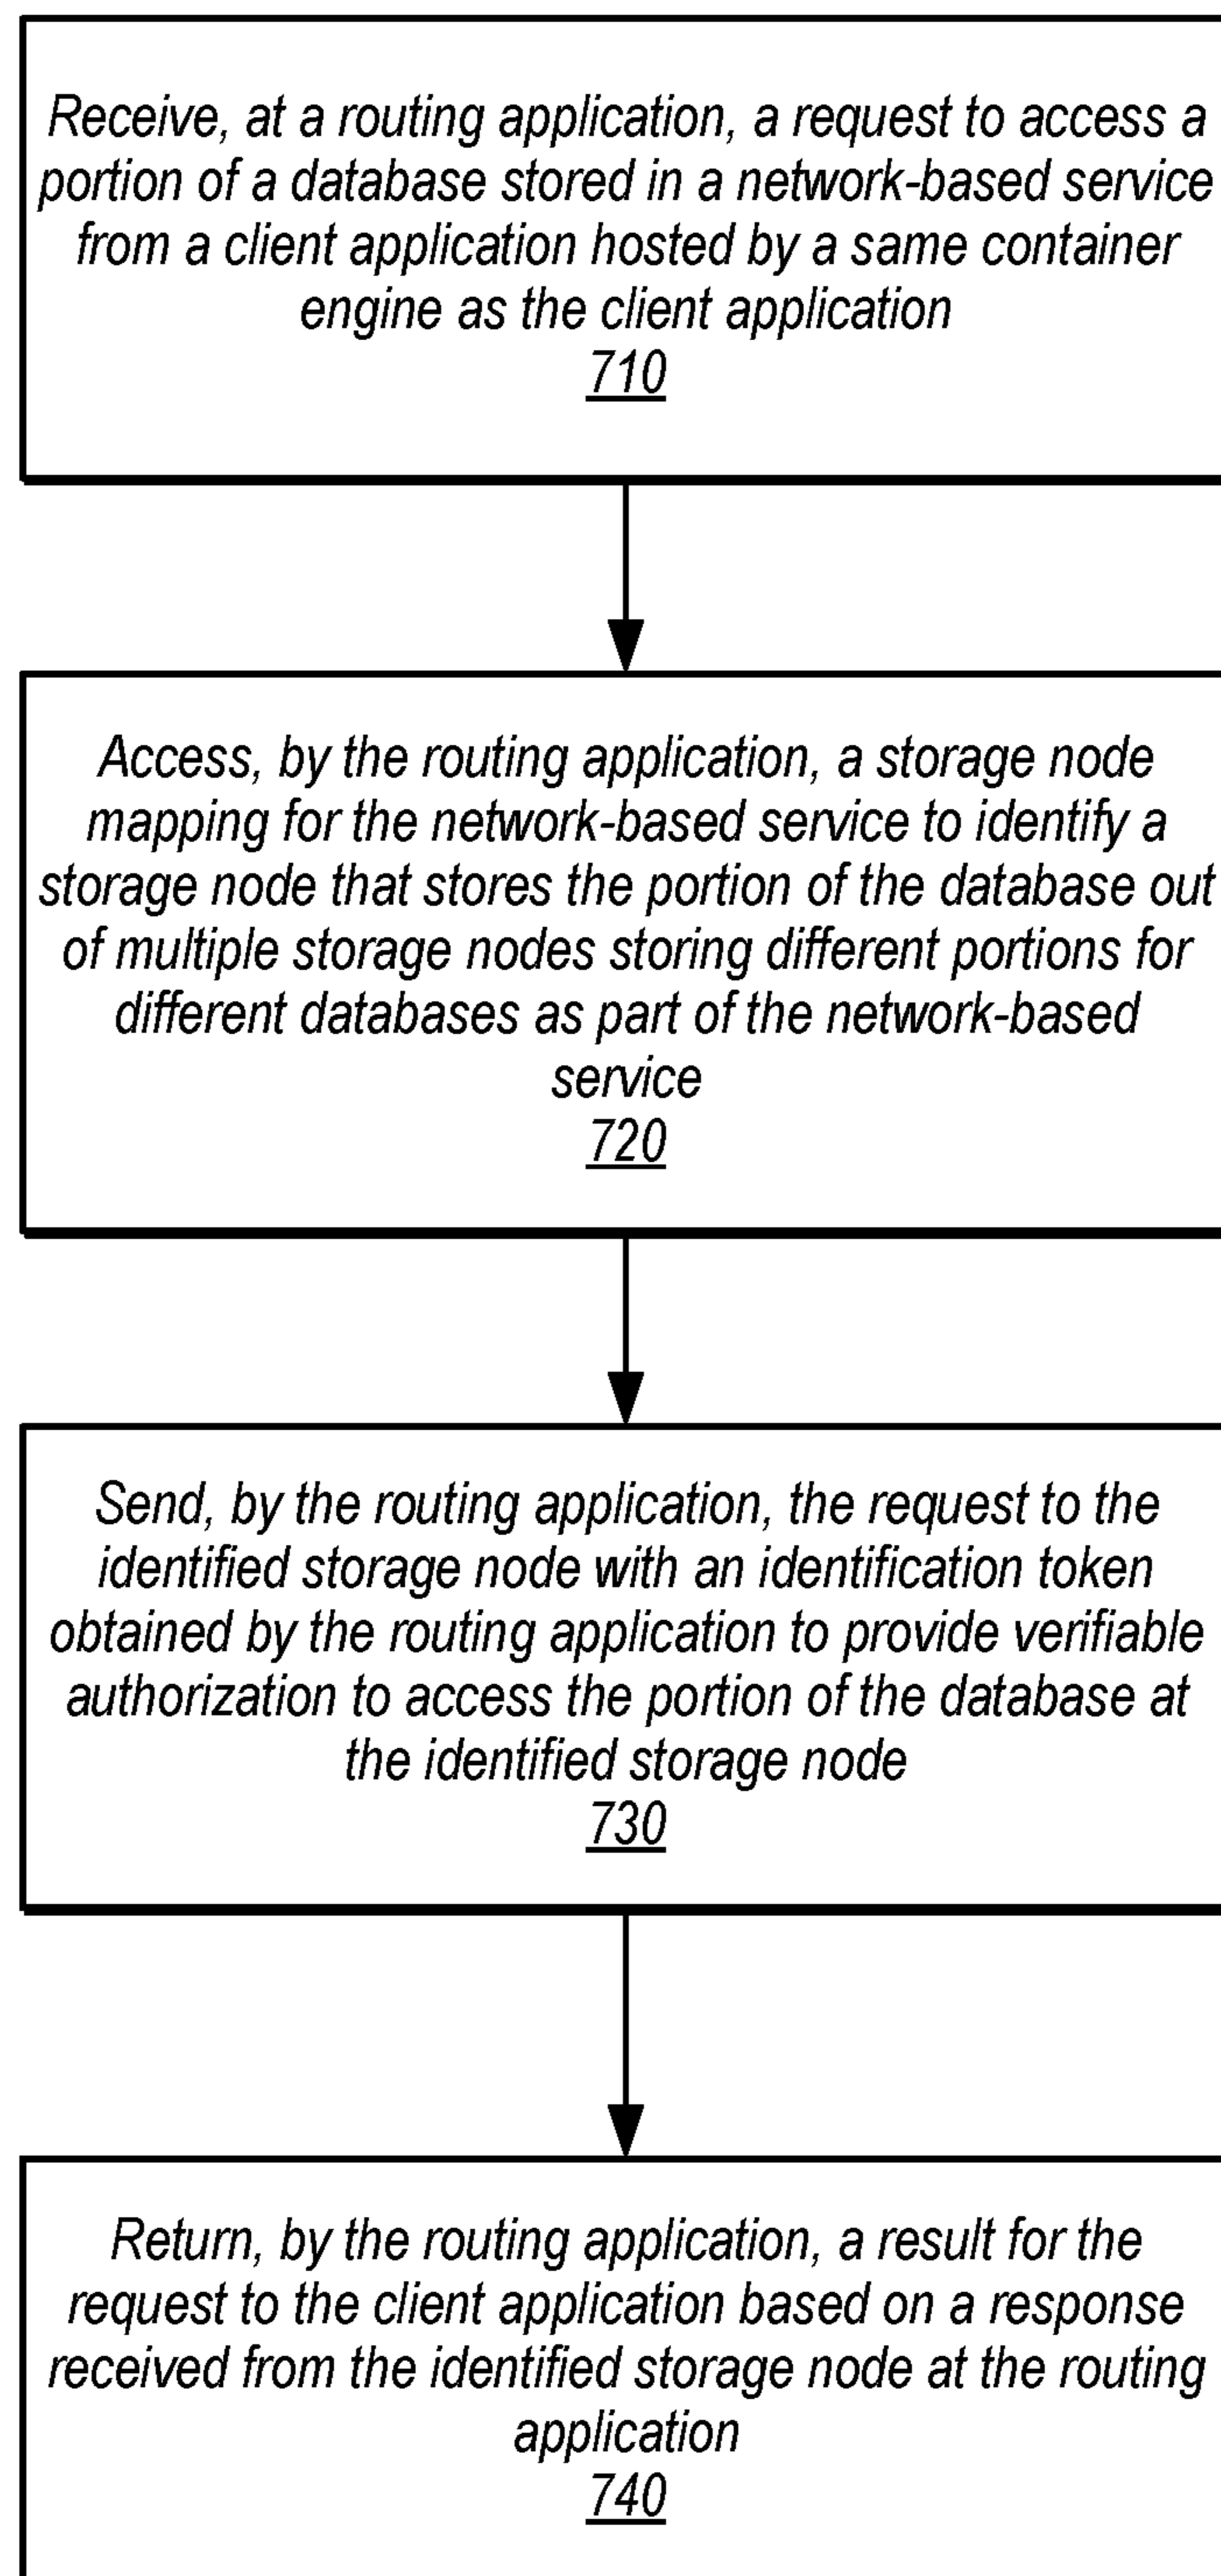 Receive, at a routing application, a request to access a
portion of a database stored in a network-based service
from a client application hosted by a same container
engine as the client application
710
Access, by the routing application, a storage node
mapping for the network-based service to identify a
storage node that stores the portion of the database out
of multiple storage nodes storing different portions for
different databases as part of the network-based
service
720
Send, by the routing application, the request to the
identified storage node with an identification token
obtained by the routing application to provide verifiable
authorization to access the portion of the database at
the identified storage node
730
Return, by the routing application, a result for the
request to the client application based on a response
received from the identified storage node at the routing
application
740